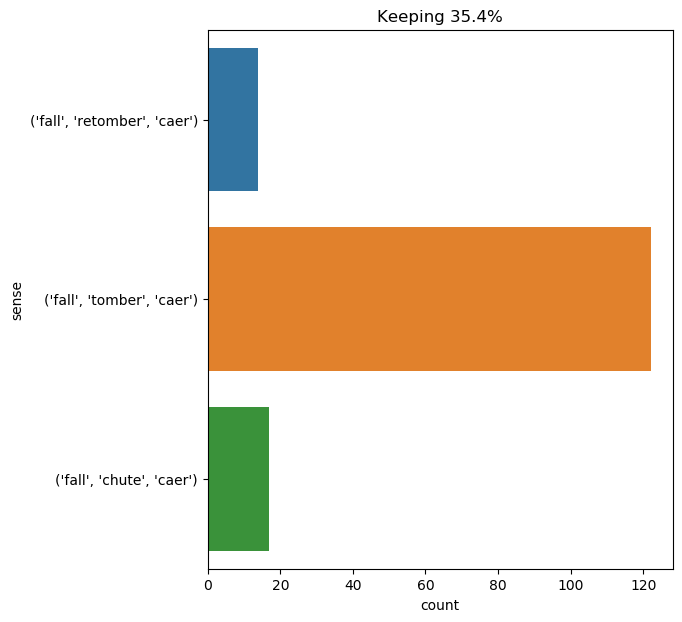 Keeping 35.4%
('fall', 'retomber', 'caer')
('fall', 'tomber', 'caer')
('fall', 'chute', 'caer')
sense
0 20 40 60 80 100 120
count